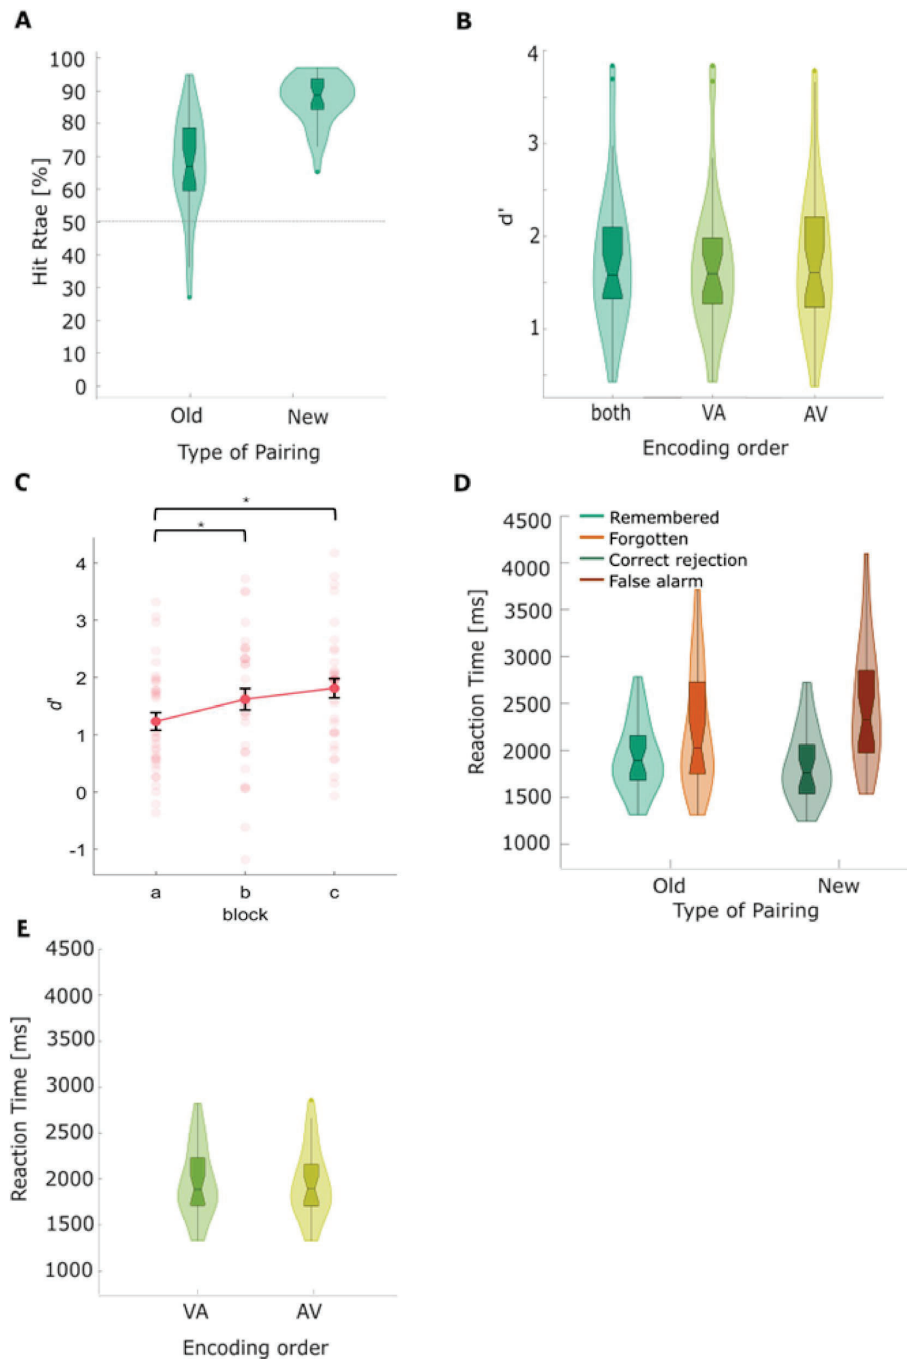 A
100
90
80
70
60
50
40
30
20
10
0
Hit Rtae [%]
Old
New
Type of Pairing
B
4
3
2
1
d'
both
VA
AV
Encoding order
C
*
*
4
3
2
1
0
-1
d'
a
b
c
block
D
4500
4000
3500
3000
2500
2000
1500
1000
Reaction Time [ms]
Remembered
Forgotten
Correct rejection
False alarm
Old
New
Type of Pairing
E
4500
4000
3500
3000
2500
2000
1500
1000
Reaction Time [ms]
VA
AV
Encoding order